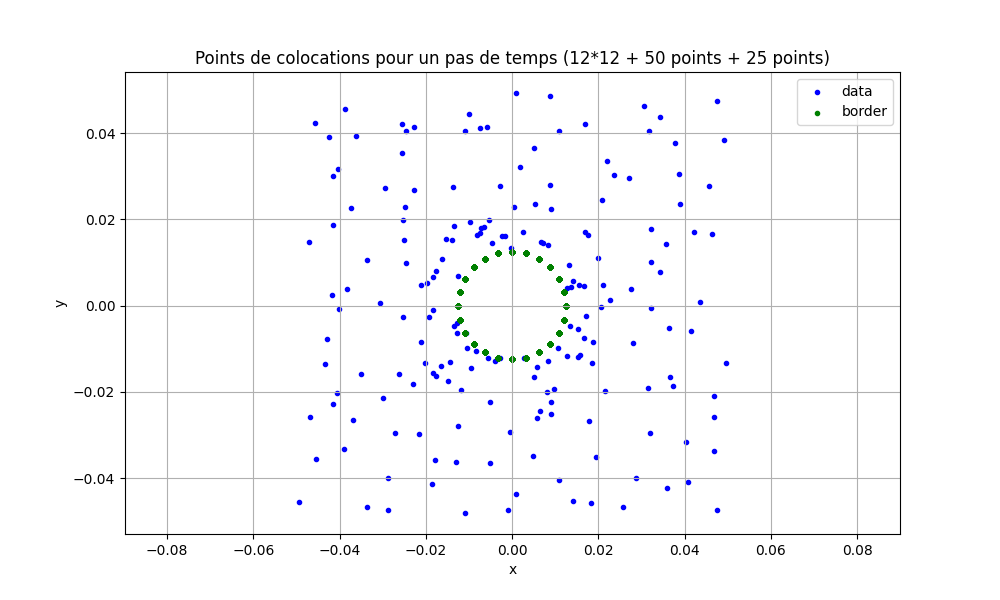 Points de colocations pour un pas de temps (12*12 + 50 points + 25 points)
data
border
y
0.04
0.02
0.00
−0.02
−0.04
−0.08 −0.06 −0.04 −0.02 0.00 0.02 0.04 0.06 0.08
x